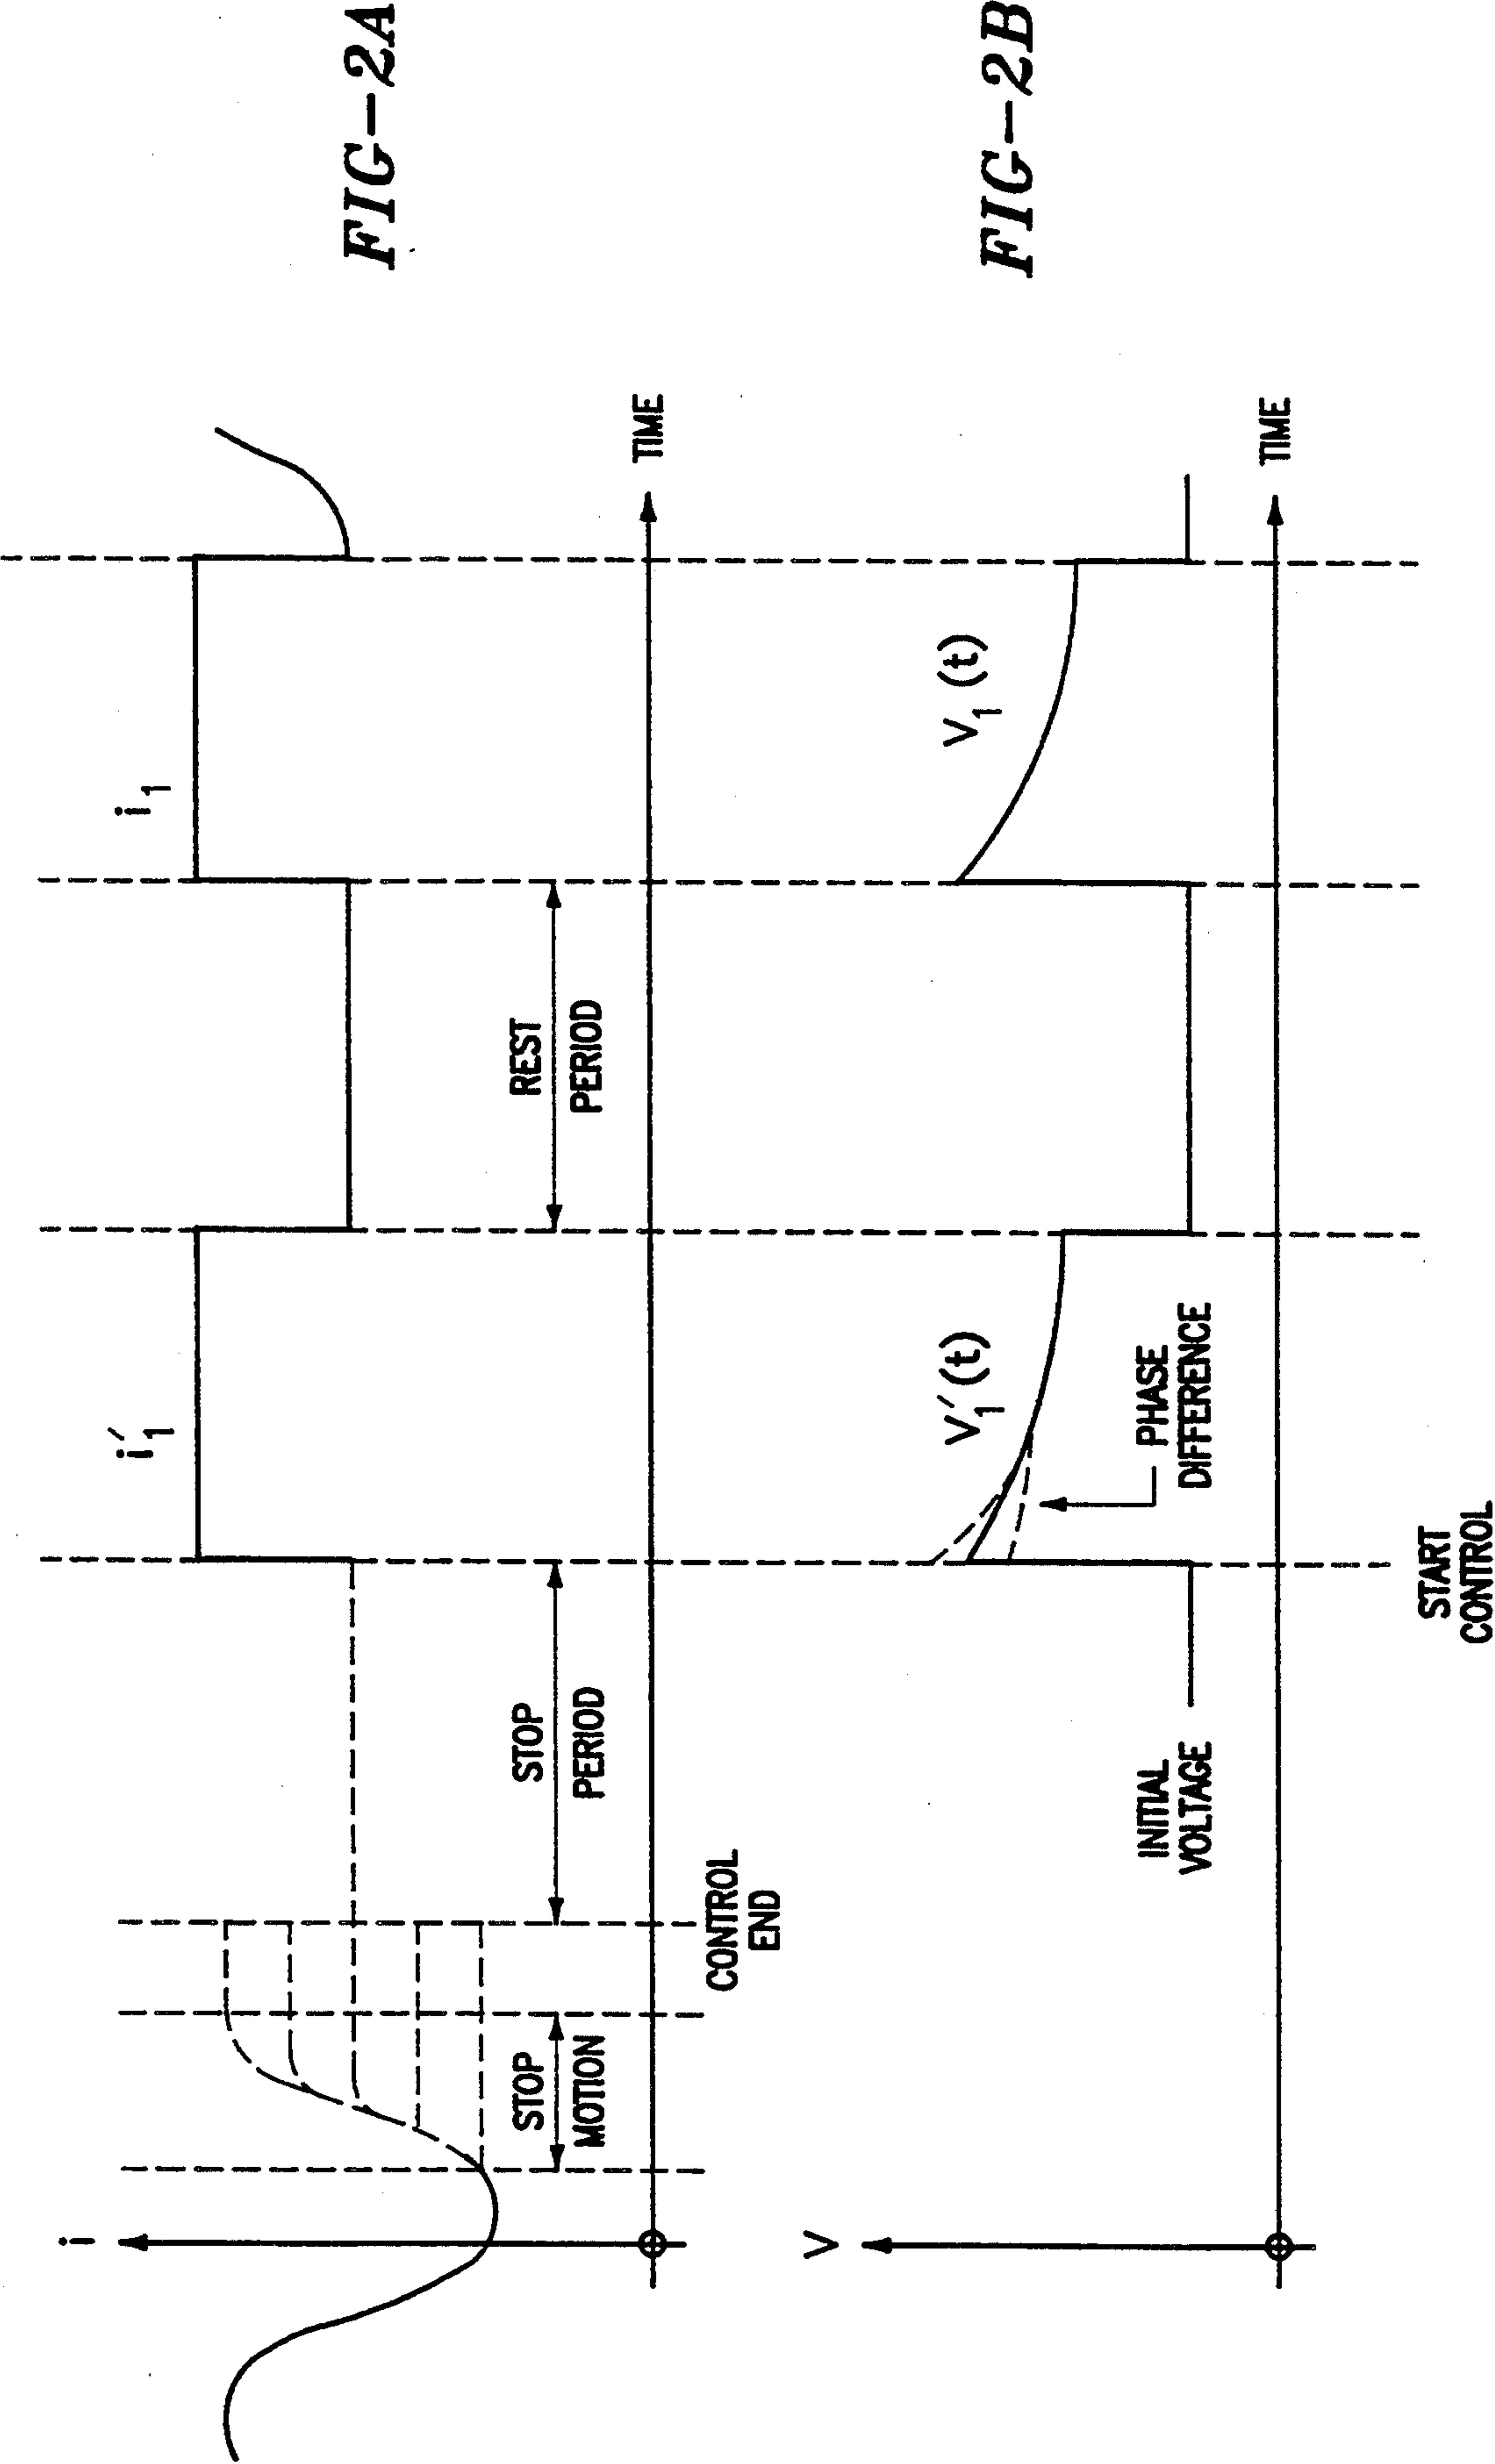 FIG-2A
i
i′1
i1
STOP
MOTION
STOP
PERIOD
REST
PERIOD
TIME
CONTROL
END
FIG-2B
V
V′1(t)
V1 (t)
INITIAL
VOLTAGE
PHASE
DIFFERENCE
TIME
START
CONTROL